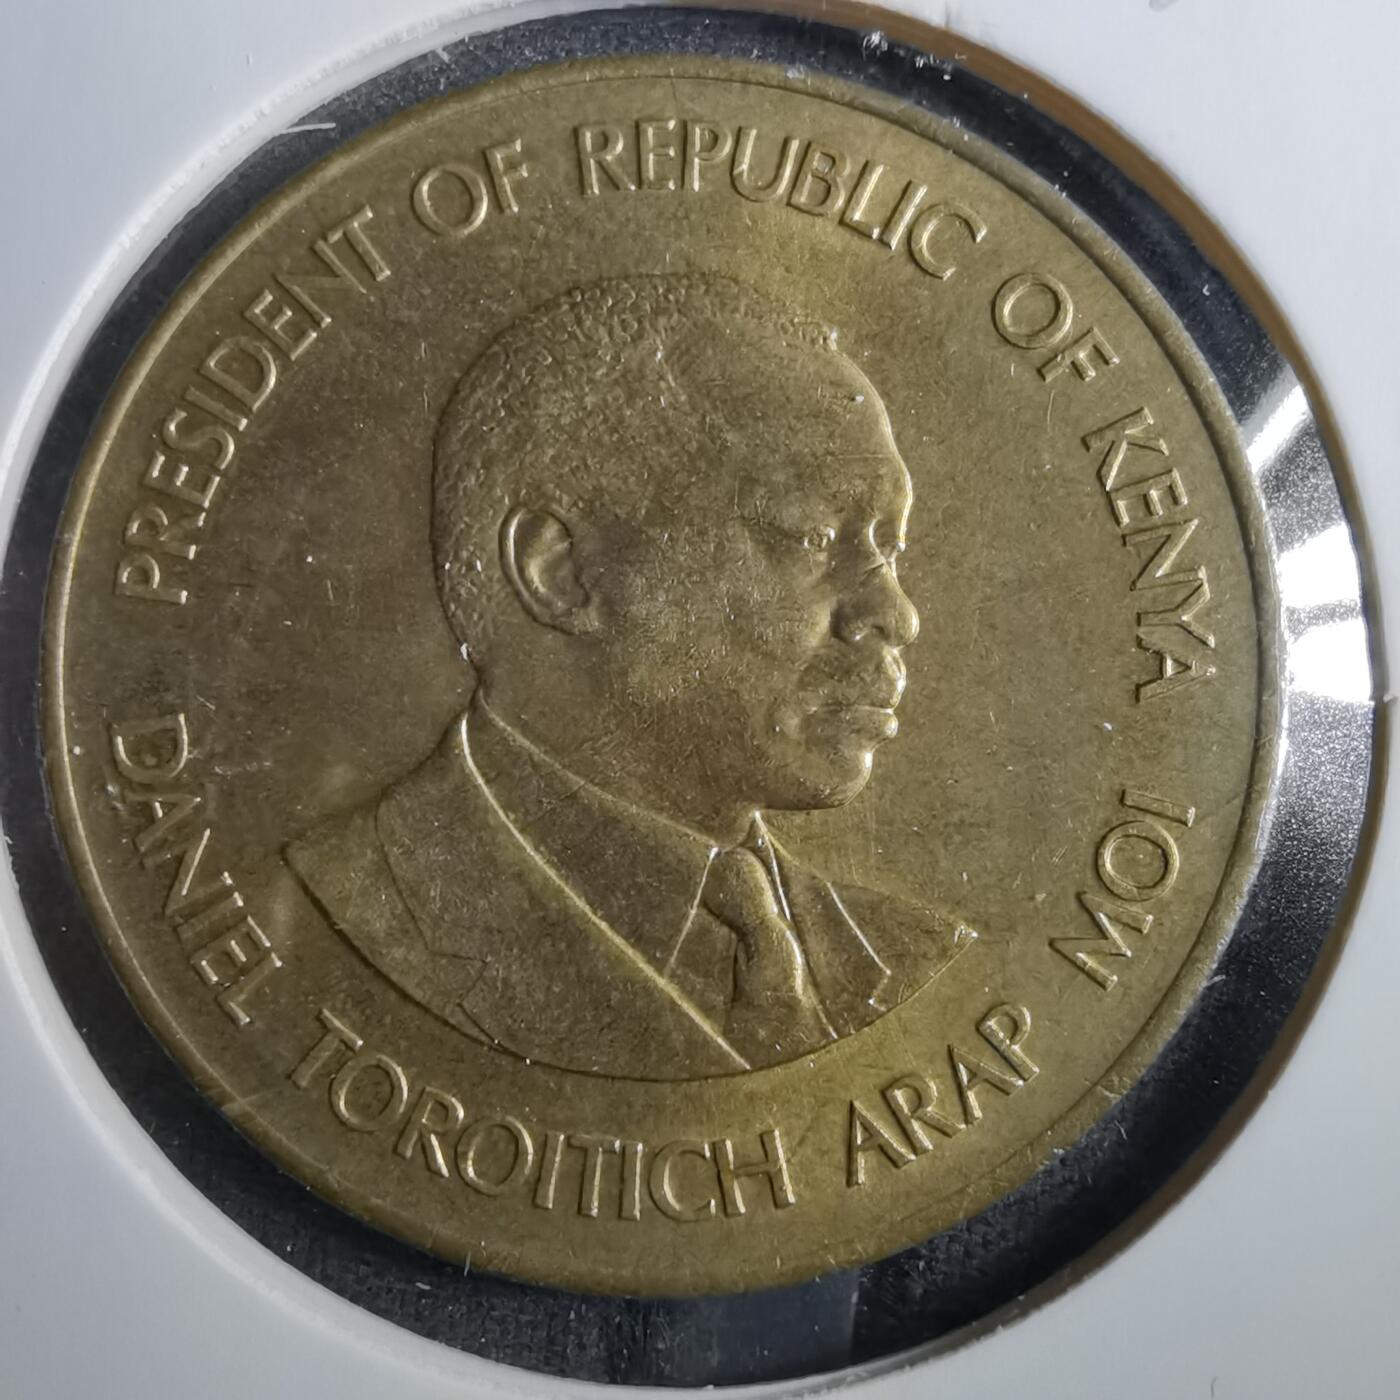 PRESIDENT OF REPUBLIC OF KENYA
DANIEL TOROITICH ARAP MOI